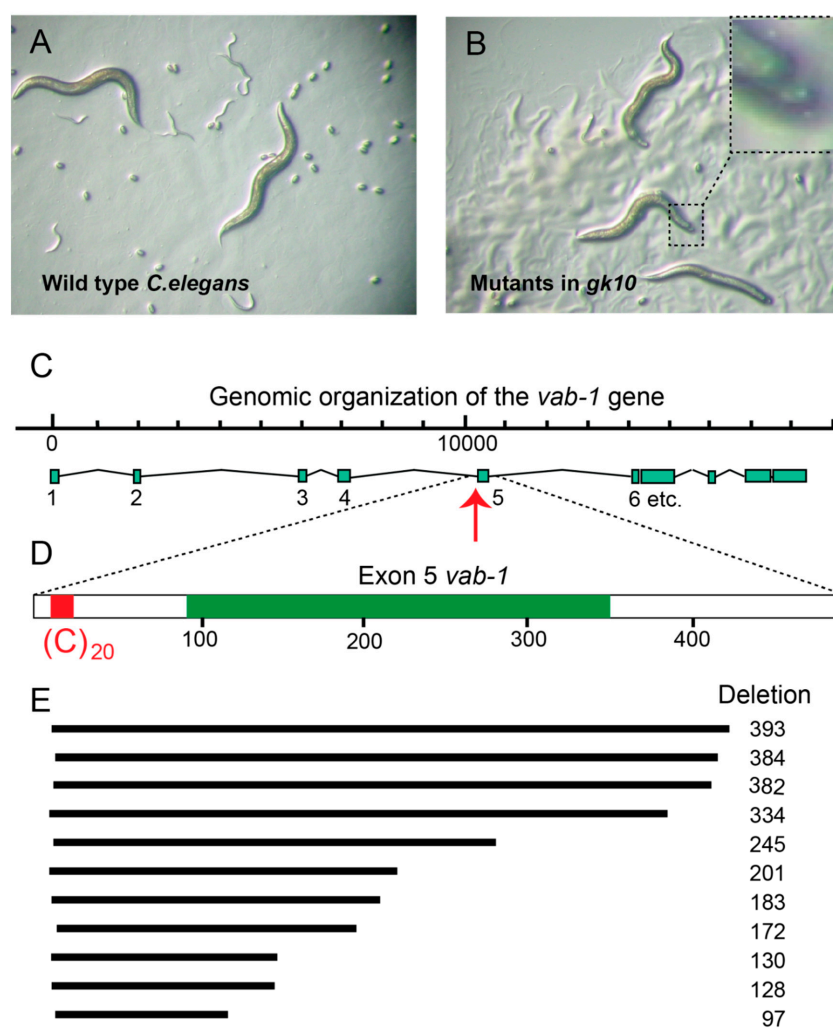 A
B
Wild type C.elegans
Mutants in gk10
C
Genomic organization of the vab-1 gene
0
10000
1
2
3
4
5
6 etc.
D
Exon 5 vab-1
(C)20
100
200
300
400
E
Deletion
393
384
382
334
245
201
183
172
130
128
97